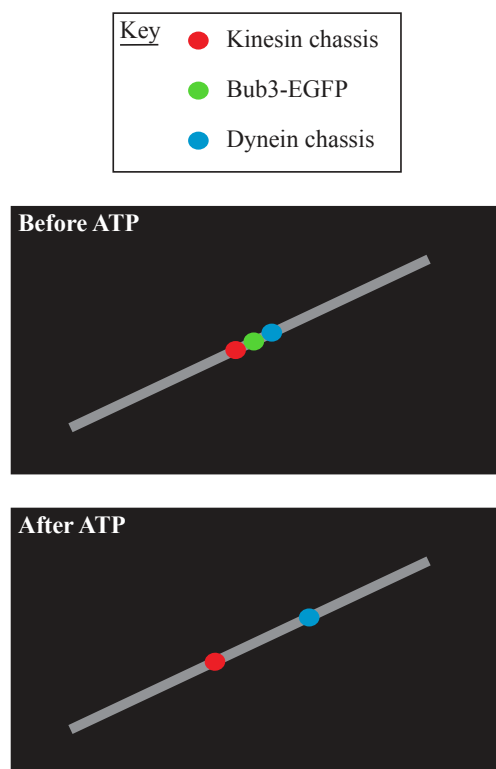 Key
Kinesin chassis
Bub3-EGFP
Dynein chassis
Before ATP
After ATP